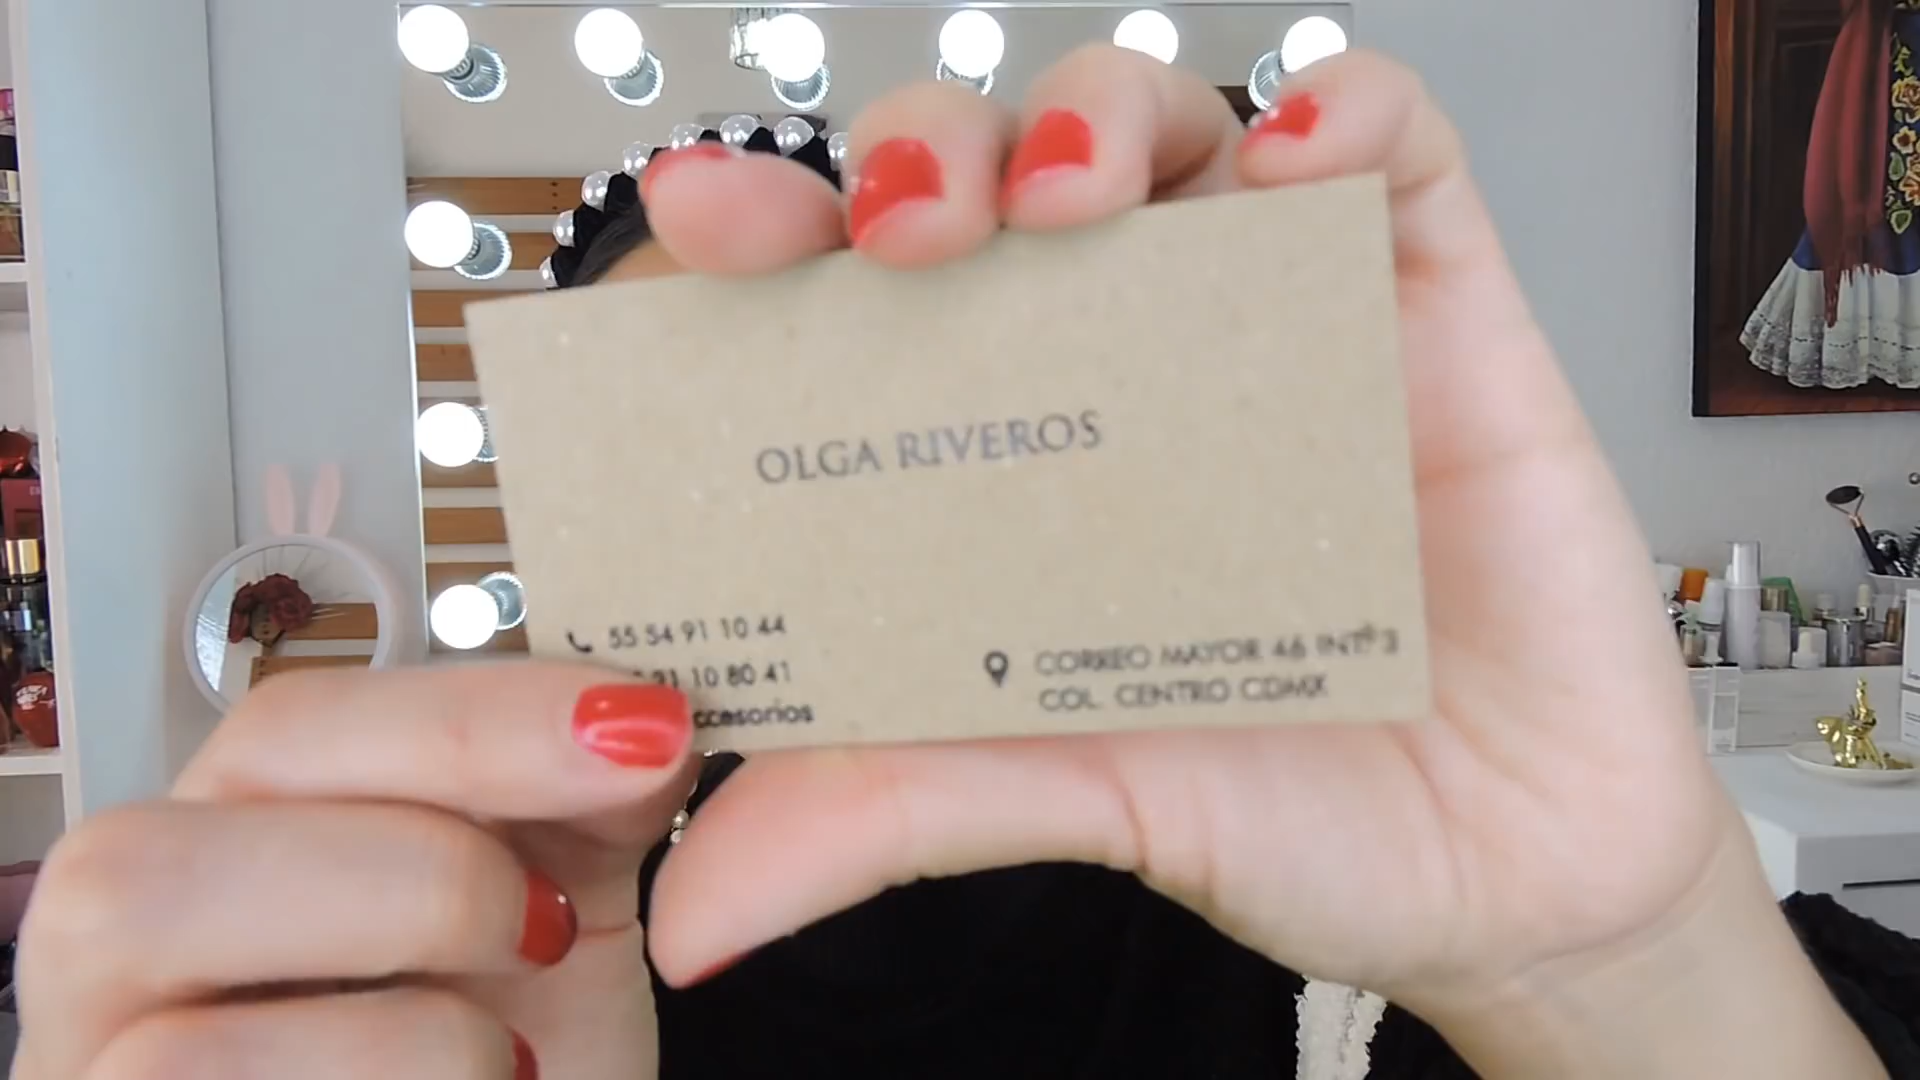 OLGA RIVEROS
55 54 91 10 44
91 10 80 41
ccesorios
CORREO MAYOR 46 INT° 3
COL. CENTRO CDMX